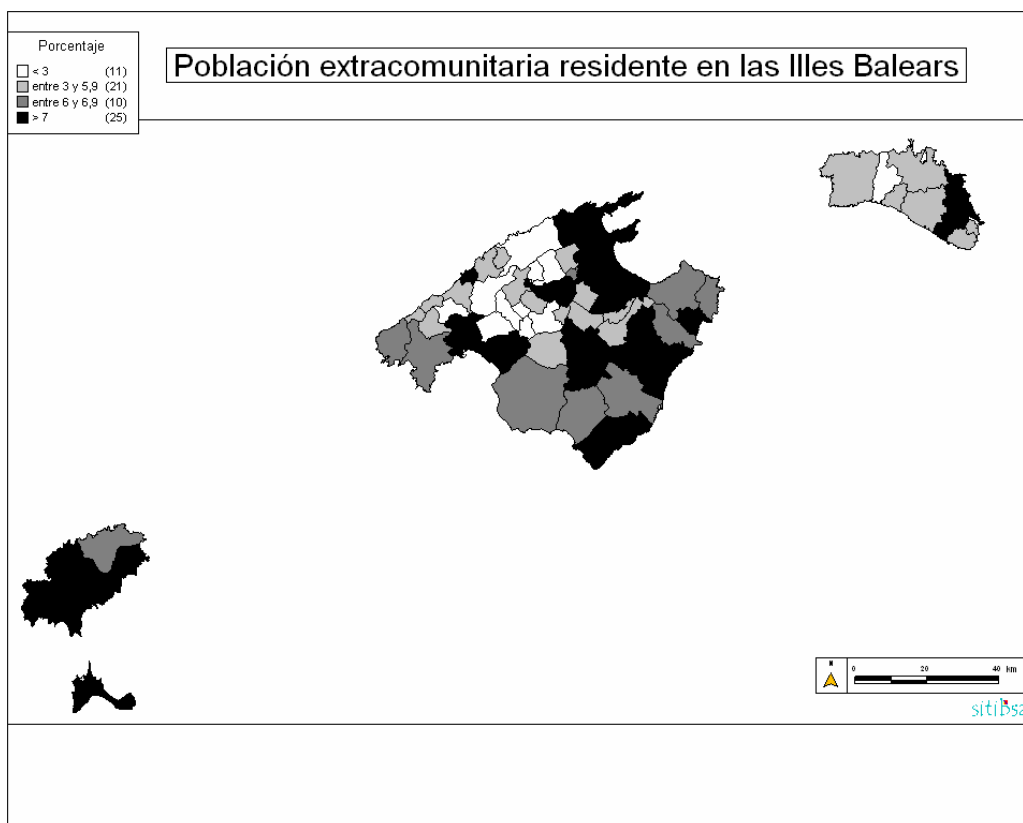 Porcentaje
< 3 (11)
entre 3 y 5,9 (21)
entre 6 y 6,9 (10)
> 7 (25)
Población extracomunitaria residente en las Illes Balears
0 20 40 km
sitibsa